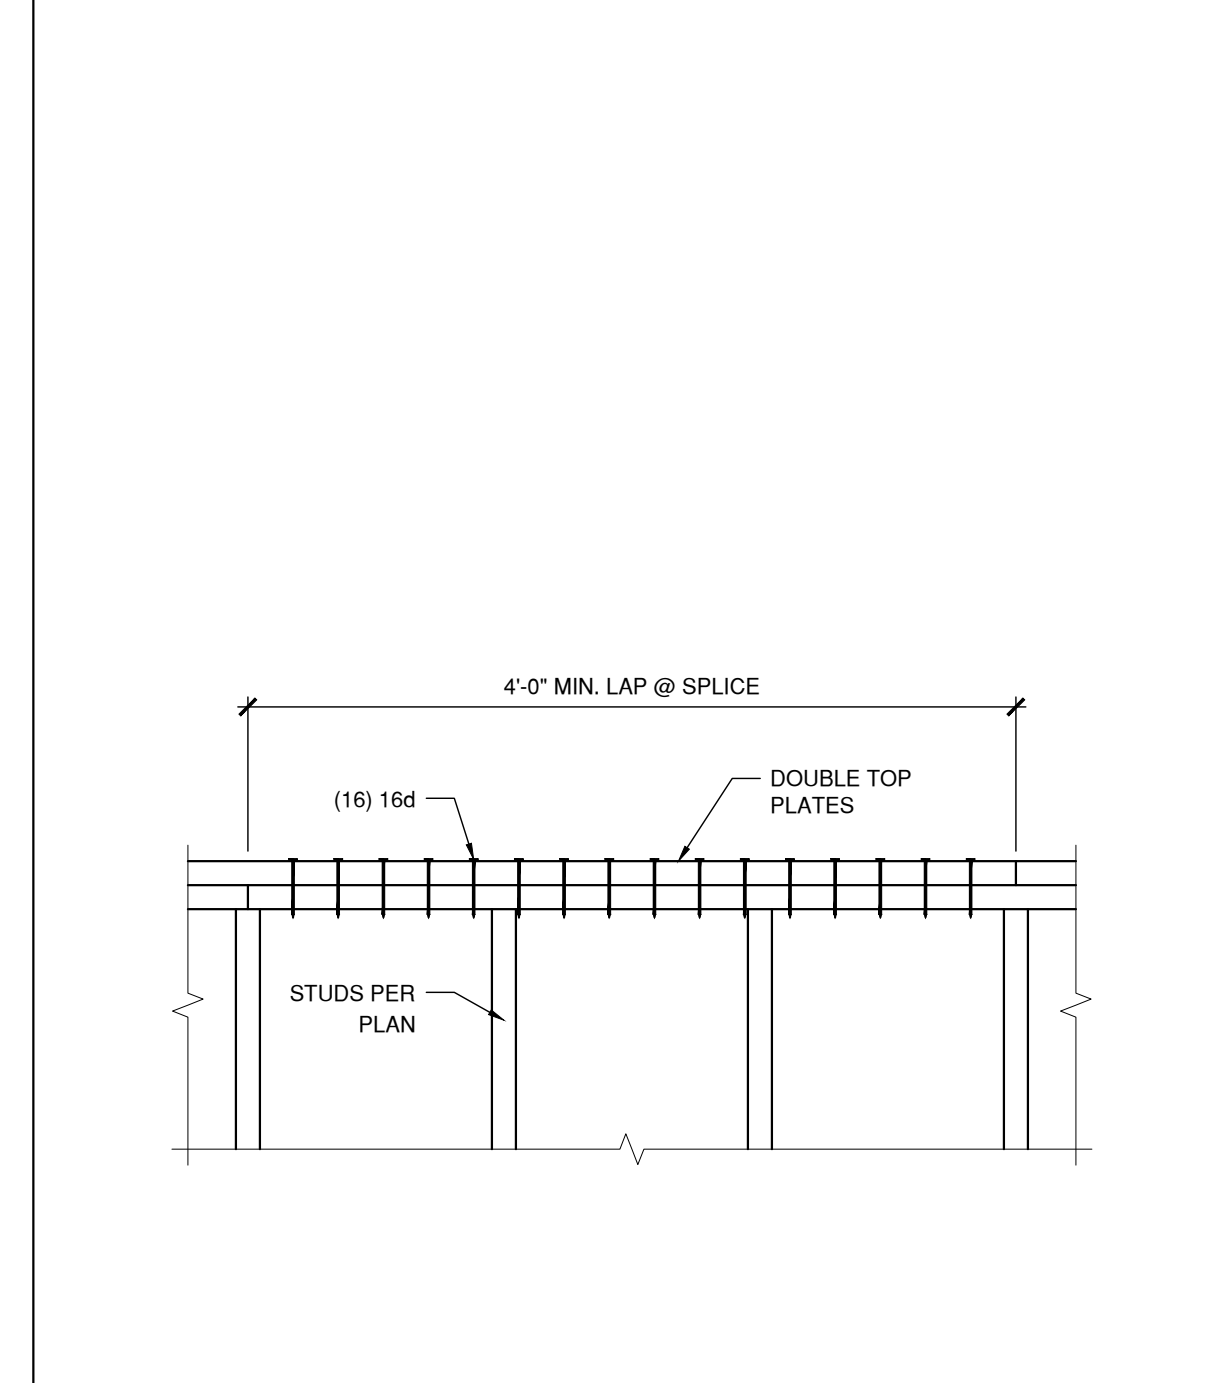 4'-0" MIN. LAP @ SPLICE
DOUBLE TOP
PLATES
(16) 16d
STUDS PER
PLAN